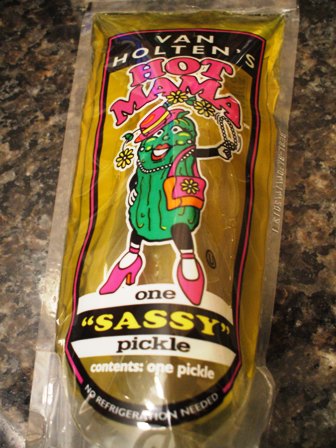 VAN
HOLTEN'S
HOT
MAMA
one
"SASSY"
pickle
contents: one pickle
NO REFRIGERATION NEEDED